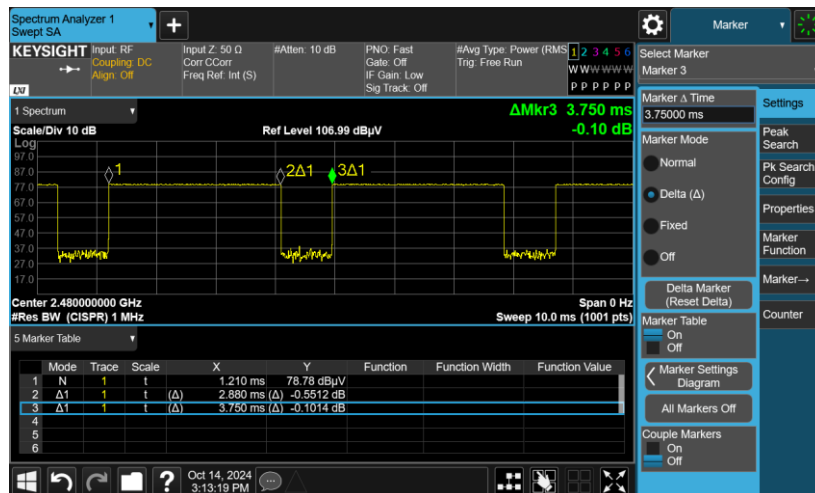 Spectrum Analyzer 1
Swept SA
Marker
KEYSIGHT
Input: RF
Coupling: DC
Align: Off
Input Z: 50 Ω
Corr CCorr
Freq Ref: Int (S)
#Atten: 10 dB
PNO: Fast
Gate: Off
IF Gain: Low
Sig Track: Off
#Avg Type: Power (RMS
Trig: Free Run
1 2 3 4 5 6
W W W W W W
P P P P P P
LXI
Select Marker
Marker 3
1 Spectrum
ΔMkr3 3.750 ms
-0.10 dB
Scale/Div 10 dB
Ref Level 106.99 dBµV
Log
97.0
87.0
77.0
67.0
57.0
47.0
37.0
27.0
17.0
1
2Δ1
3Δ1
Center 2.480000000 GHz
Span 0 Hz
#Res BW (CISPR) 1 MHz
Sweep 10.0 ms (1001 pts)
5 Marker Table
Mode Trace Scale X Y Function Function Width Function Value
1 N 1 t 1.210 ms 78.78 dBµV
2 Δ1 1 t (Δ) 2.880 ms (Δ) -0.5512 dB
3 Δ1 1 t (Δ) 3.750 ms (Δ) -0.1014 dB
4
5
6
Marker Δ Time
3.75000 ms
Marker Mode
Normal
Delta (Δ)
Fixed
Off
Delta Marker
(Reset Delta)
Marker Table
On
Off
Marker Settings
Diagram
All Markers Off
Couple Markers
On
Off
Settings
Peak
Search
Pk Search
Config
Properties
Marker
Function
Marker→
Counter
?
Oct 14, 2024
3:13:19 PM